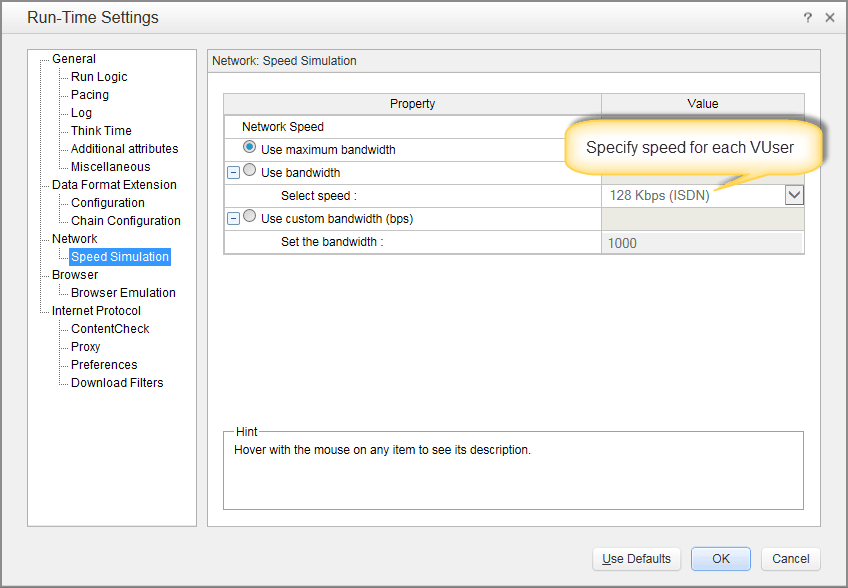 Run-Time Settings
General
Run Logic
Pacing
Log
Think Time
Additional attributes
Miscellaneous
Data Format Extension
Configuration
Chain Configuration
Network
Speed Simulation
Browser
Browser Emulation
Internet Protocol
ContentCheck
Proxy
Preferences
Download Filters
Network: Speed Simulation
Property Value
Network Speed
Use maximum bandwidth
Specify speed for each VUser
Use bandwidth
Select speed : 128 Kbps (ISDN)
Use custom bandwidth (bps)
Set the bandwidth : 1000
Hint
Hover with the mouse on any item to see its description.
Use Defaults OK Cancel